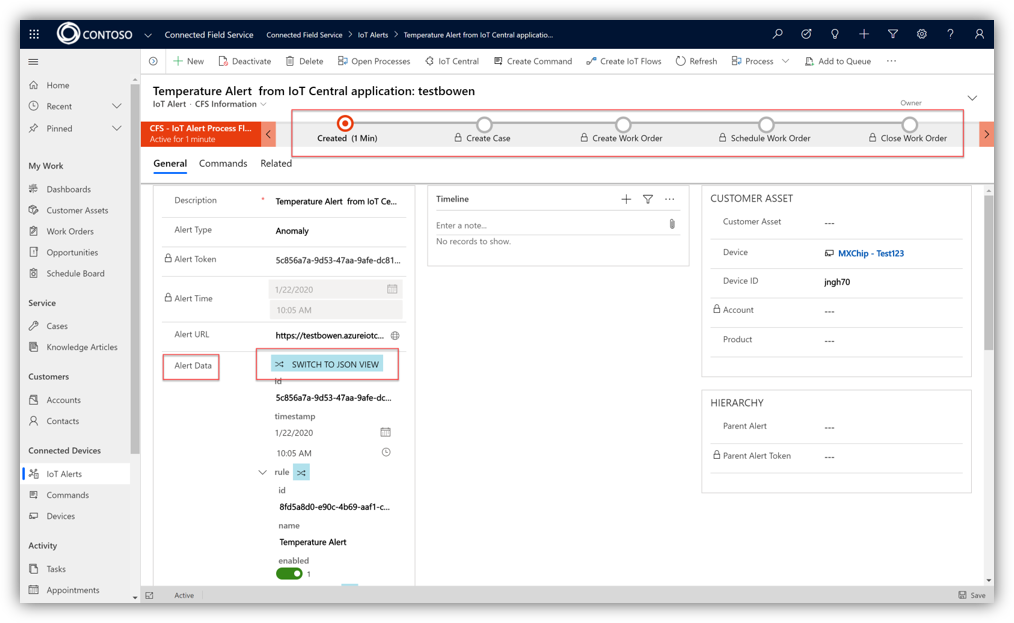 CONTOSO Connected Field Service Connected Field Service > IoT Alerts > Temperature Alert from IoT Central applicatio...
New Deactivate Delete Open Processes IoT Central Create Command Create IoT Flows Refresh Process Add to Queue ...
Temperature Alert  from IoT Central application: testbowen
IoT Alert · CFS Information
Owner
CFS - IoT Alert Process Fl...
Active for 1 minute
Created (1 Min) Create Case Create Work Order Schedule Work Order Close Work Order
General Commands Related
Home
Recent
Pinned
My Work
Dashboards
Customer Assets
Work Orders
Opportunities
Schedule Board
Service
Cases
Knowledge Articles
Customers
Accounts
Contacts
Connected Devices
IoT Alerts
Commands
Devices
Activity
Tasks
Appointments
Description * Temperature Alert  from IoT Ce...
Alert Type Anomaly
Alert Token 5c856a7a-9d53-47aa-9afe-dc81...
Alert Time 1/22/2020
10:05 AM
Alert URL https://testbowen.azureiotc...
Alert Data SWITCH TO JSON VIEW
id
5c856a7a-9d53-47aa-9afe-dc...
timestamp
1/22/2020
10:05 AM
rule
id
8fd5a8d0-e90c-4b69-aaf1-c...
name
Temperature Alert
enabled
1
Timeline ...
Enter a note...
No records to show.
CUSTOMER ASSET
Customer Asset ---
Device MXChip - Test123
Device ID jngh70
Account ---
Product ---
HIERARCHY
Parent Alert ---
Parent Alert Token ---
Active Save